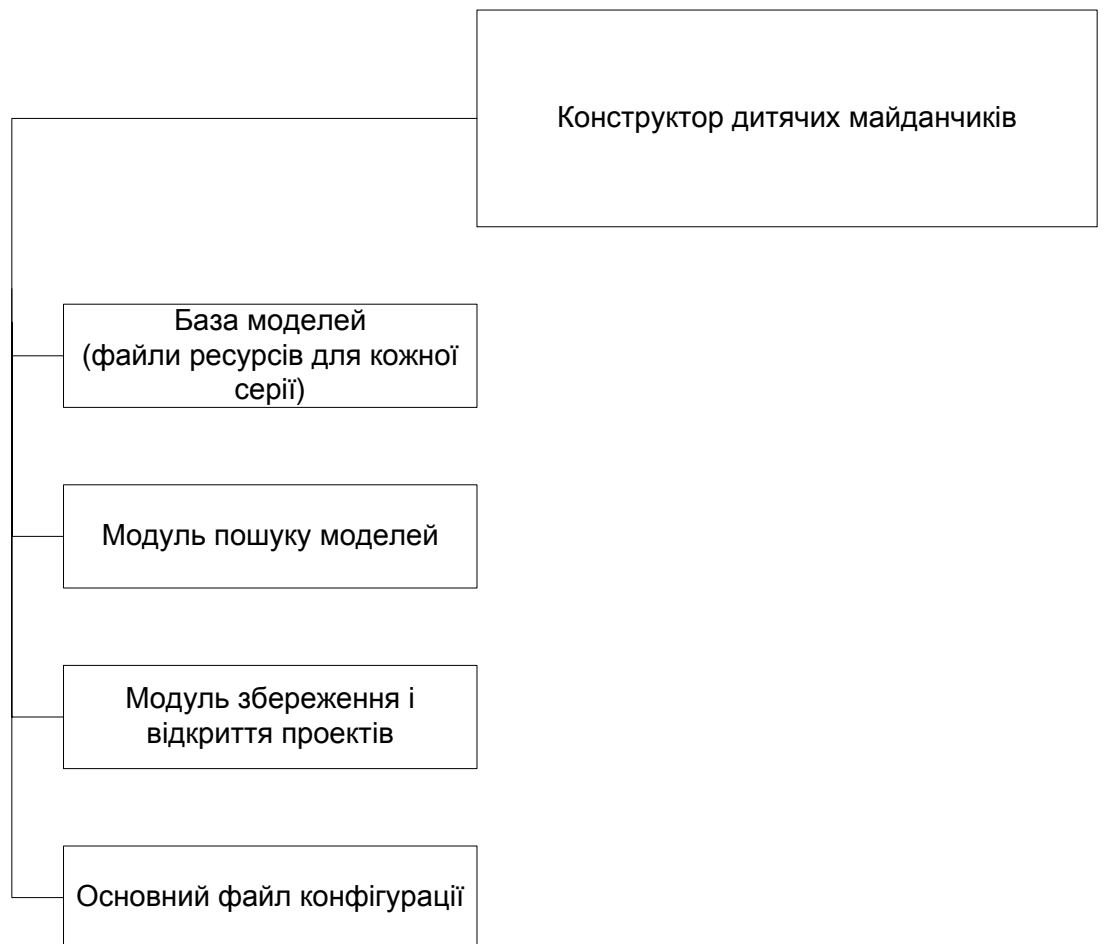 Конструктор дитячих майданчиків
База моделей
(файли ресурсів для кожної
серії)
Модуль пошуку моделей
Модуль збереження і
відкриття проектів
Основний файл конфігурації